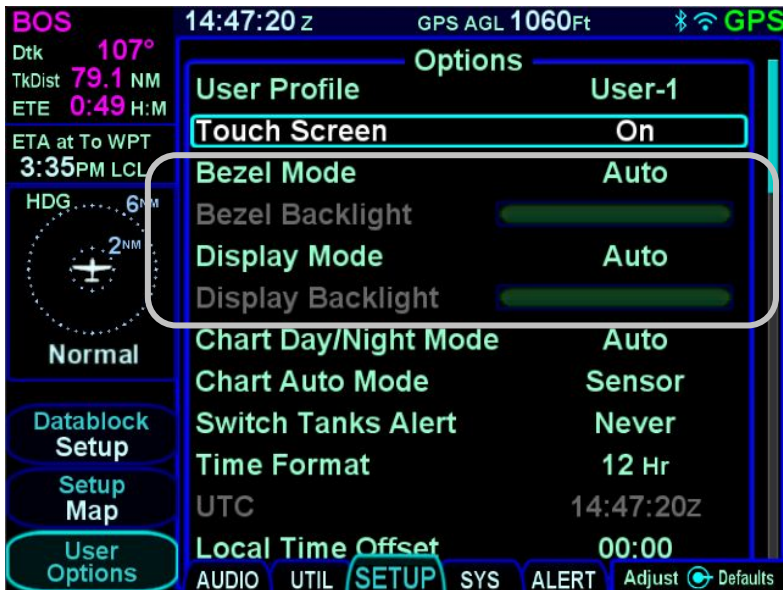 BOS
Dtk 107°
TkDist 79.1 NM
ETE 0:49 H:M
ETA at To WPT
3:35PM LCL
HDG 6NM
2NM
Normal
Datablock
Setup
Setup
Map
User
Options
14:47:20 Z GPS AGL 1060Ft GPS
Options
User Profile User-1
Touch Screen On
Bezel Mode Auto
Bezel Backlight
Display Mode Auto
Display Backlight
Chart Day/Night Mode Auto
Chart Auto Mode Sensor
Switch Tanks Alert Never
Time Format 12 Hr
UTC 14:47:20Z
Local Time Offset 00:00
AUDIO UTIL SETUP SYS ALERT Adjust Defaults